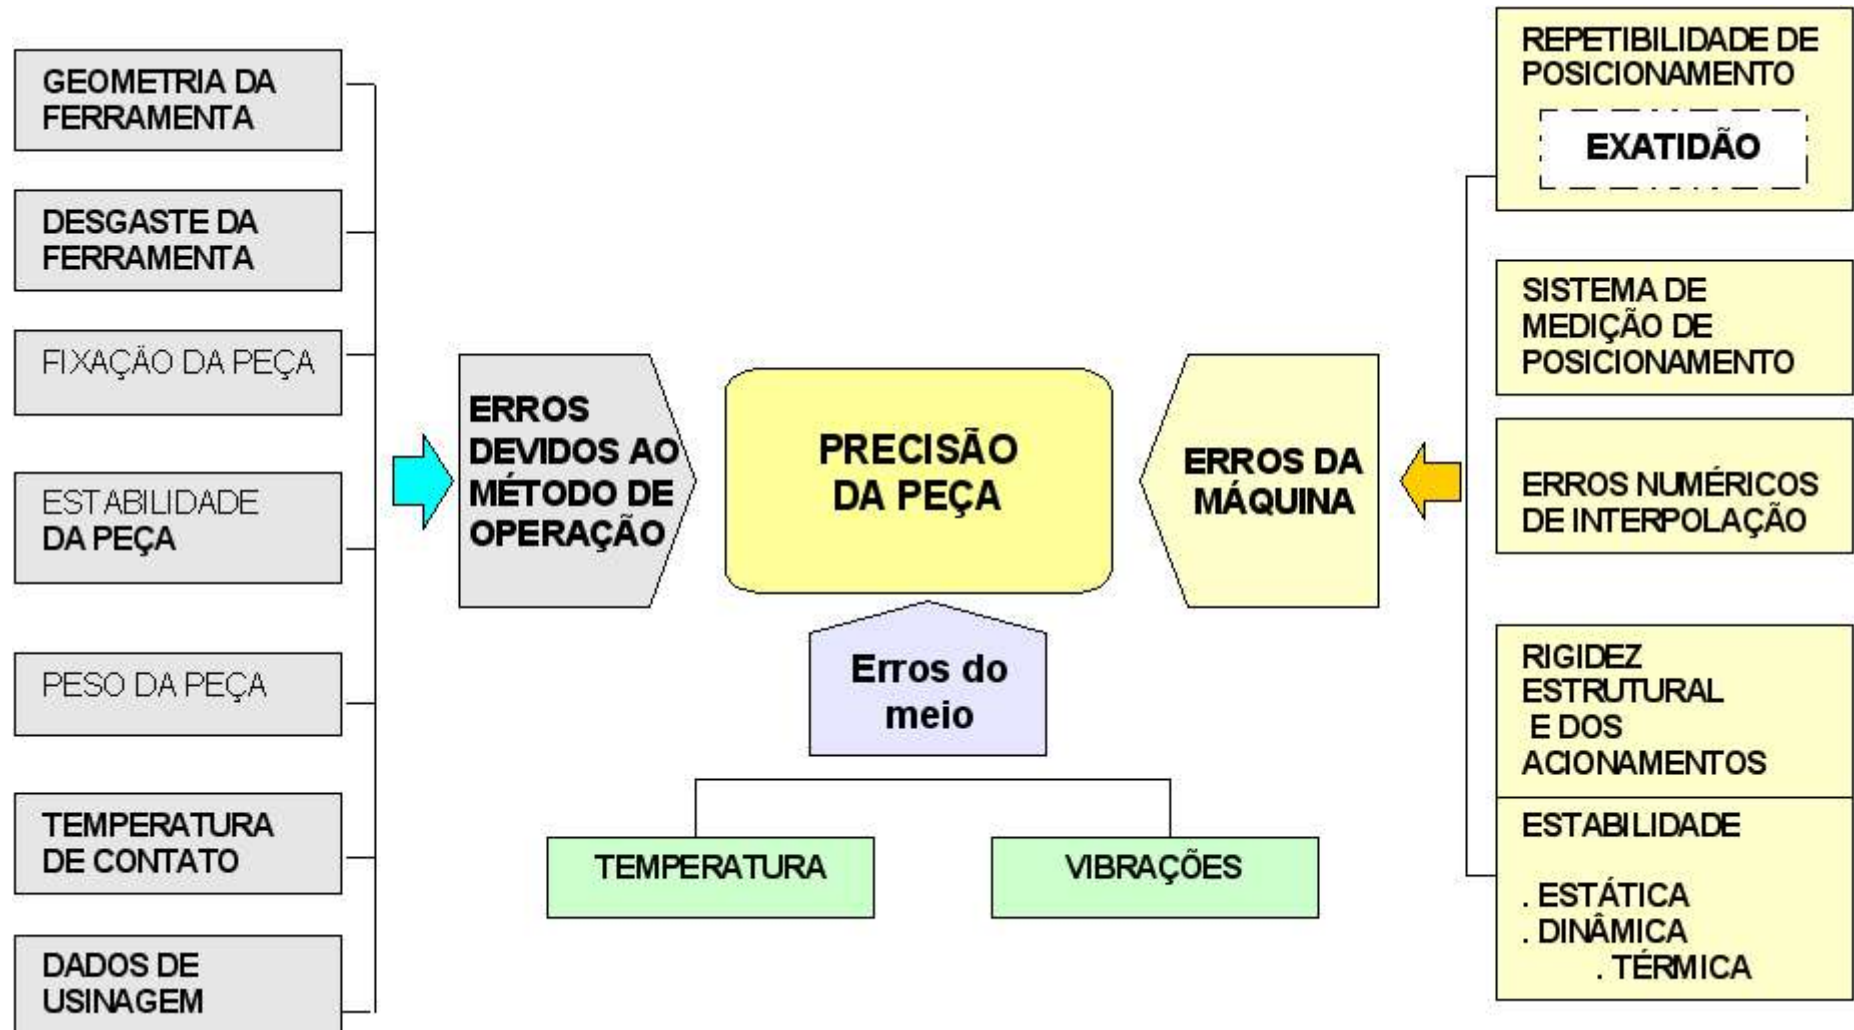 GEOMETRIA DA
FERRAMENTA
DESGASTE DA
FERRAMENTA
FIXAÇÃO DA PEÇA
ESTABILIDADE
DA PEÇA
PESO DA PEÇA
TEMPERATURA
DE CONTATO
DADOS DE
USINAGEM
ERROS
DEVIDOS AO
MÉTODO DE
OPERAÇÃO
PRECISÃO
DA PEÇA
Erros do
meio
TEMPERATURA
VIBRAÇÕES
ERROS DA
MÁQUINA
REPETIBILIDADE DE
POSICIONAMENTO
EXATIDÃO
SISTEMA DE
MEDIÇÃO DE
POSICIONAMENTO
ERROS NUMÉRICOS
DE INTERPOLAÇÃO
RIGIDEZ
ESTRUTURAL
E DOS
ACIONAMENTOS
ESTABILIDADE
. ESTÁTICA
. DINÂMICA
. TÉRMICA